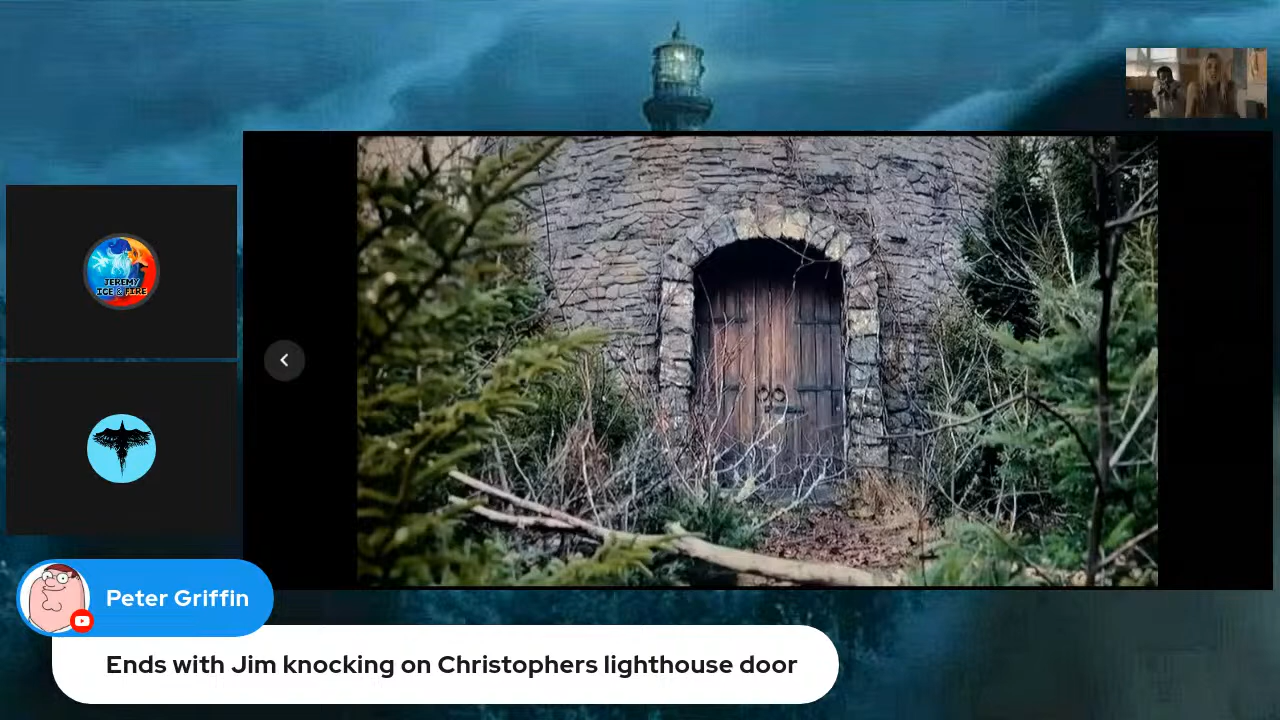 JEREMY
ICE & FIRE
Peter Griffin
Ends with Jim knocking on Christophers lighthouse door